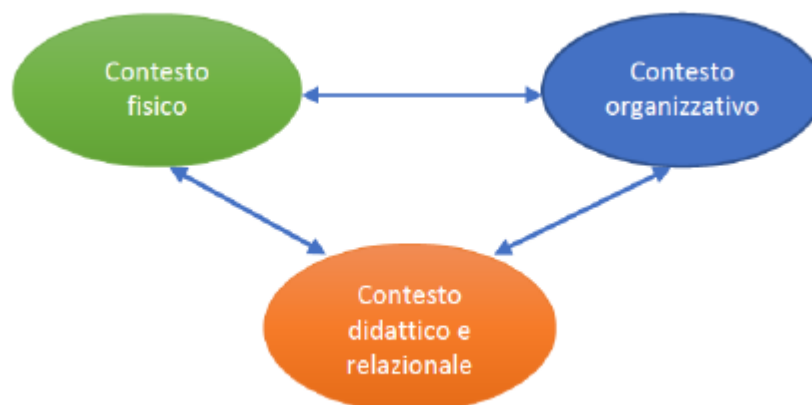 Contesto
fisico
Contesto
organizzativo
Contesto
didattico e
relazionale